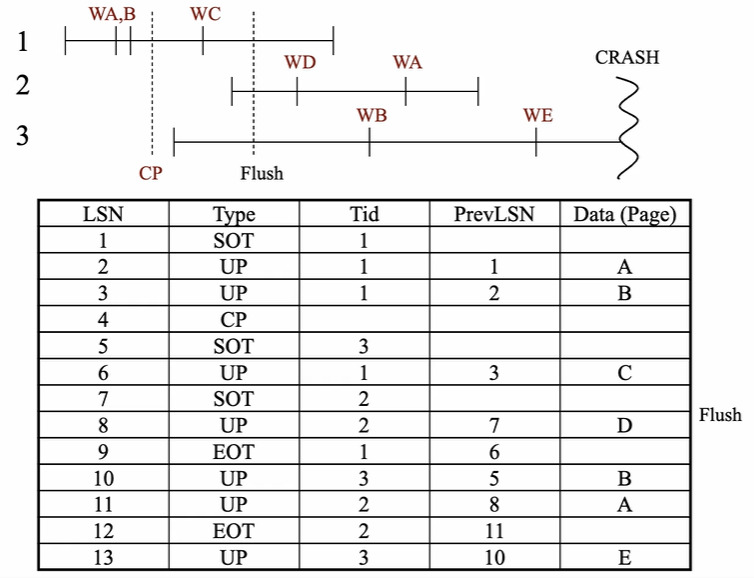 WA,B WC
1
WD WA CRASH
2
WB WE
3
CP Flush
LSN Type Tid PrevLSN Data (Page)
1 SOT 1
2 UP 1 1 A
3 UP 1 2 B
4 CP
5 SOT 3
6 UP 1 3 C
7 SOT 2
8 UP 2 7 D
Flush
9 EOT 1 6
10 UP 3 5 B
11 UP 2 8 A
12 EOT 2 11
13 UP 3 10 E